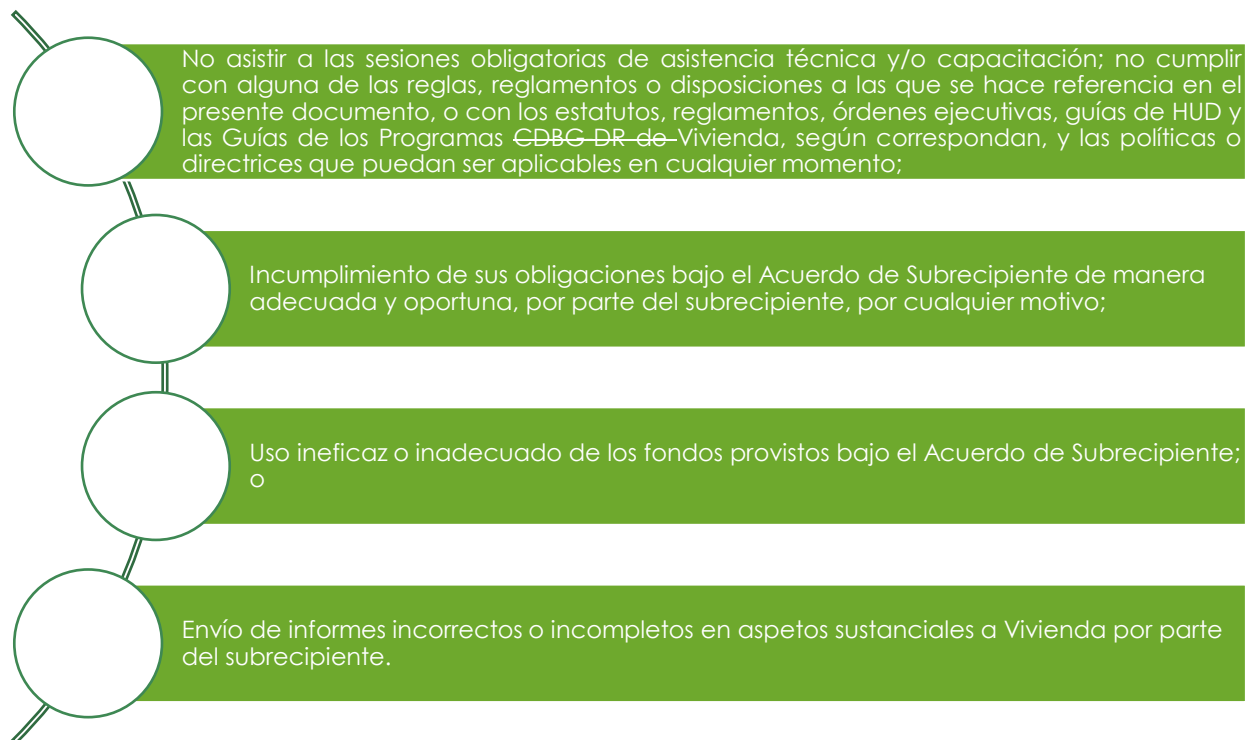 No asistir a las sesiones obligatorias de asistencia técnica y/o capacitación; no cumplir
con alguna de las reglas, reglamentos o disposiciones a las que se hace referencia en el
presente documento, o con los estatutos, reglamentos, órdenes ejecutivas, guías de HUD y
las Guías de los Programas CDBG-DR de Vivienda, según correspondan, y las políticas o
directrices que puedan ser aplicables en cualquier momento;
Incumplimiento de sus obligaciones bajo el Acuerdo de Subrecipiente de manera
adecuada y oportuna, por parte del subrecipiente, por cualquier motivo;
Uso ineficaz o inadecuado de los fondos provistos bajo el Acuerdo de Subrecipiente;
o
Envío de informes incorrectos o incompletos en aspetos sustanciales a Vivienda por parte
del subrecipiente.